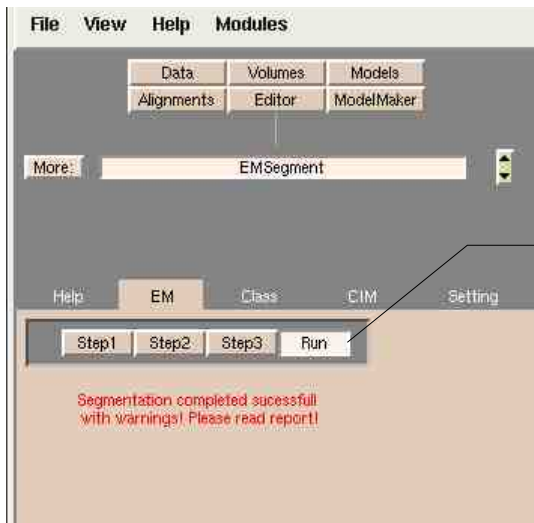 File View Help Modules
Data Volumes Models
Alignments Editor ModelMaker
More: EMSegment
Help EM Class CIM Setting
Step1 Step2 Step3 Run
Segmentation completed sucessfull
with warnings! Please read report!